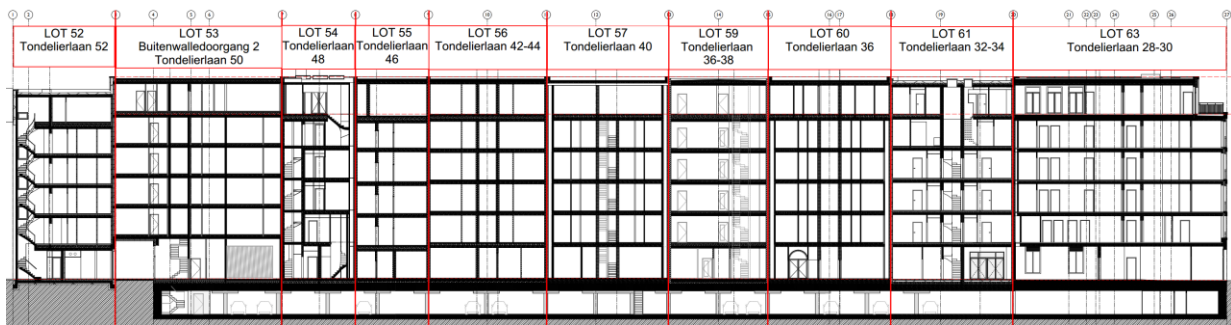 LOT 52
Tondelierlaan 52
LOT 53
Buitenwalledoorgang 2
Tondelierlaan 50
LOT 54
Tondelierlaan
48
LOT 55
Tondelierlaan
46
LOT 56
Tondelierlaan 42-44
LOT 57
Tondelierlaan 40
LOT 59
Tondelierlaan
36-38
LOT 60
Tondelierlaan 36
LOT 61
Tondelierlaan 32-34
LOT 63
Tondelierlaan 28-30